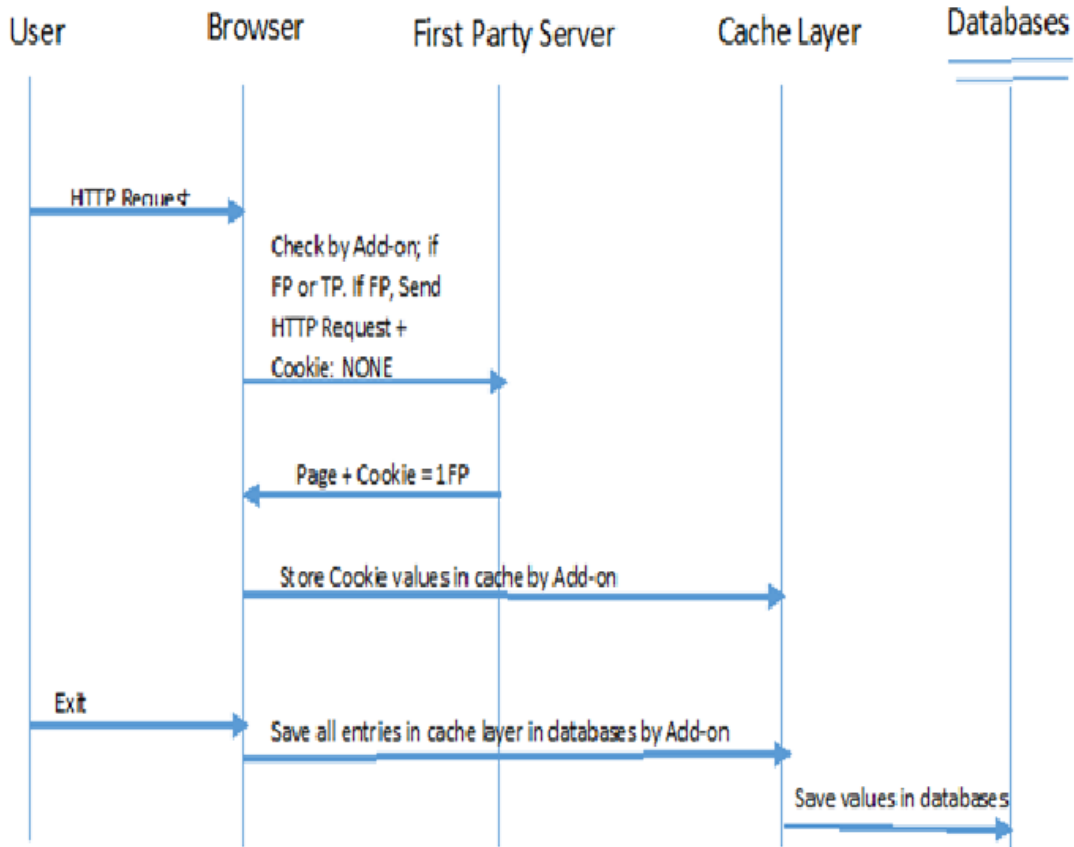 User
Browser
First Party Server
Cache Layer
Databases
HTTP Request
Check by Add-on; if
FP or TP. If FP, Send
HTTP Request +
Cookie: NONE
Page + Cookie = 1FP
Store Cookie values in cache by Add-on
Exit
Save all entries in cache layer in databases by Add-on
Save values in databases